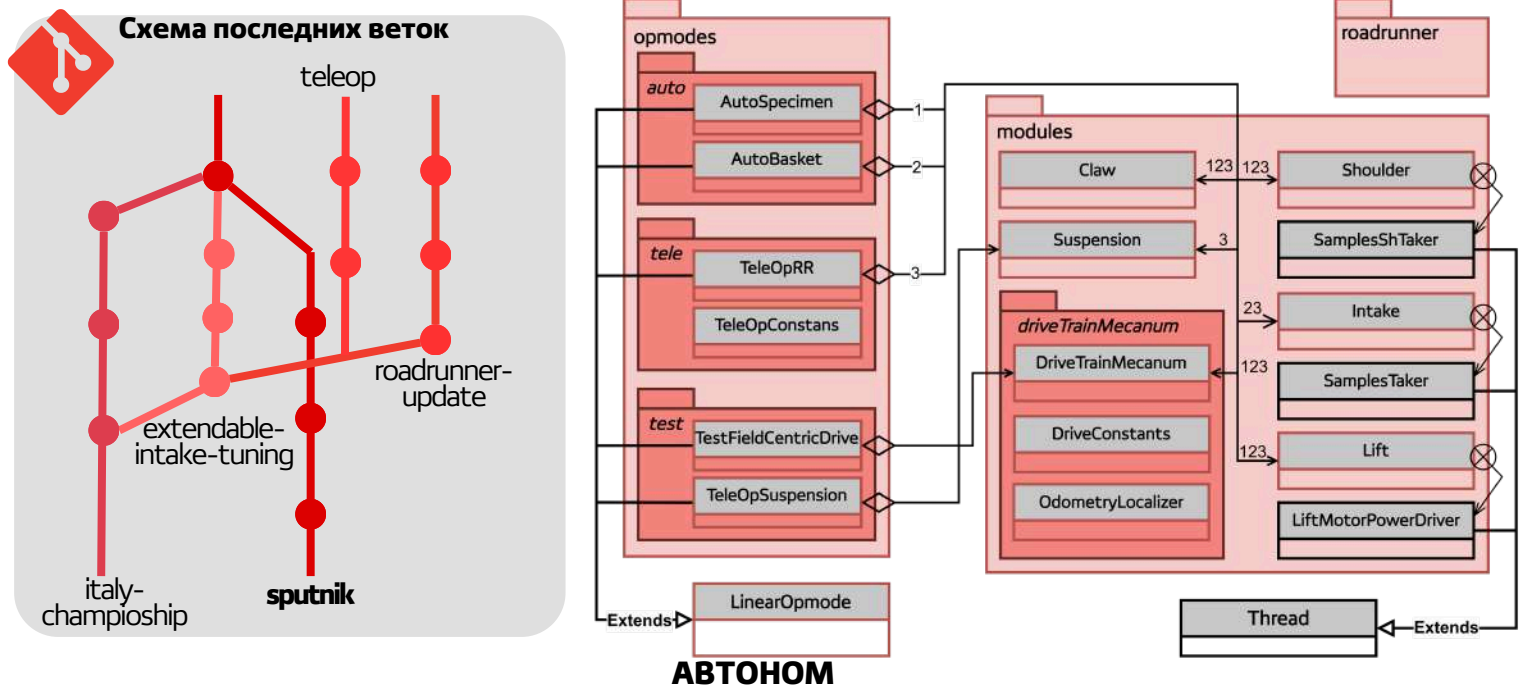 Схема последних веток
teleop
roadrunner-
update
extendable-
intake-tuning
italy-
champioship
sputnik
opmodes
auto
AutoSpecimen
AutoBasket
tele
TeleOpRR
TeleOpConstans
test
TestFieldCentricDrive
TeleOpSuspension
1
2
3
Extends
LinearOpmode
roadrunner
modules
Claw
123
123
Shoulder
SamplesShTaker
Suspension
3
driveTrainMecanum
DriveTrainMecanum
DriveConstants
OdometryLocalizer
23
Intake
123
SamplesTaker
123
Lift
LiftMotorPowerDriver
Thread
Extends
АВТОНОМ